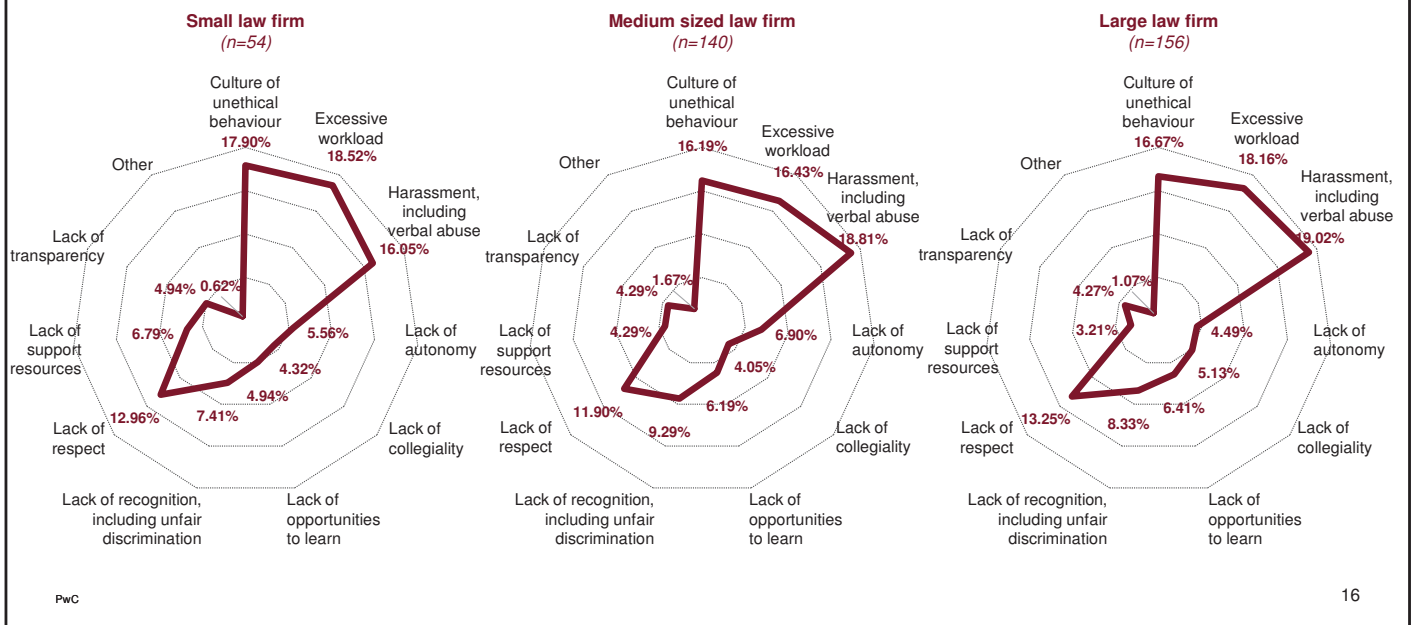 Small law firm
(n=54)
Culture of
unethical
behaviour
17.90%
Excessive
workload
18.52%
Harassment,
including
verbal abuse
16.05%
Lack of
autonomy
5.56%
Lack of
collegiality
4.32%
Lack of
opportunities
to learn
4.94%
Lack of recognition,
including unfair
discrimination
7.41%
Lack of
respect
12.96%
Lack of
support
resources
6.79%
Lack of
transparency
4.94%
Other
0.62%
Medium sized law firm
(n=140)
Culture of
unethical
behaviour
16.19%
Excessive
workload
16.43%
Harassment,
including
verbal abuse
18.81%
Lack of
autonomy
6.90%
Lack of
collegiality
4.05%
Lack of
opportunities
to learn
6.19%
Lack of recognition,
including unfair
discrimination
9.29%
Lack of
respect
11.90%
Lack of
support
resources
4.29%
Lack of
transparency
4.29%
Other
1.67%
Large law firm
(n=156)
Culture of
unethical
behaviour
16.67%
Excessive
workload
18.16%
Harassment,
including
verbal abuse
19.02%
Lack of
autonomy
4.49%
Lack of
collegiality
5.13%
Lack of
opportunities
to learn
6.41%
Lack of recognition,
including unfair
discrimination
8.33%
Lack of
respect
13.25%
Lack of
support
resources
3.21%
Lack of
transparency
4.27%
Other
1.07%
PwC
16